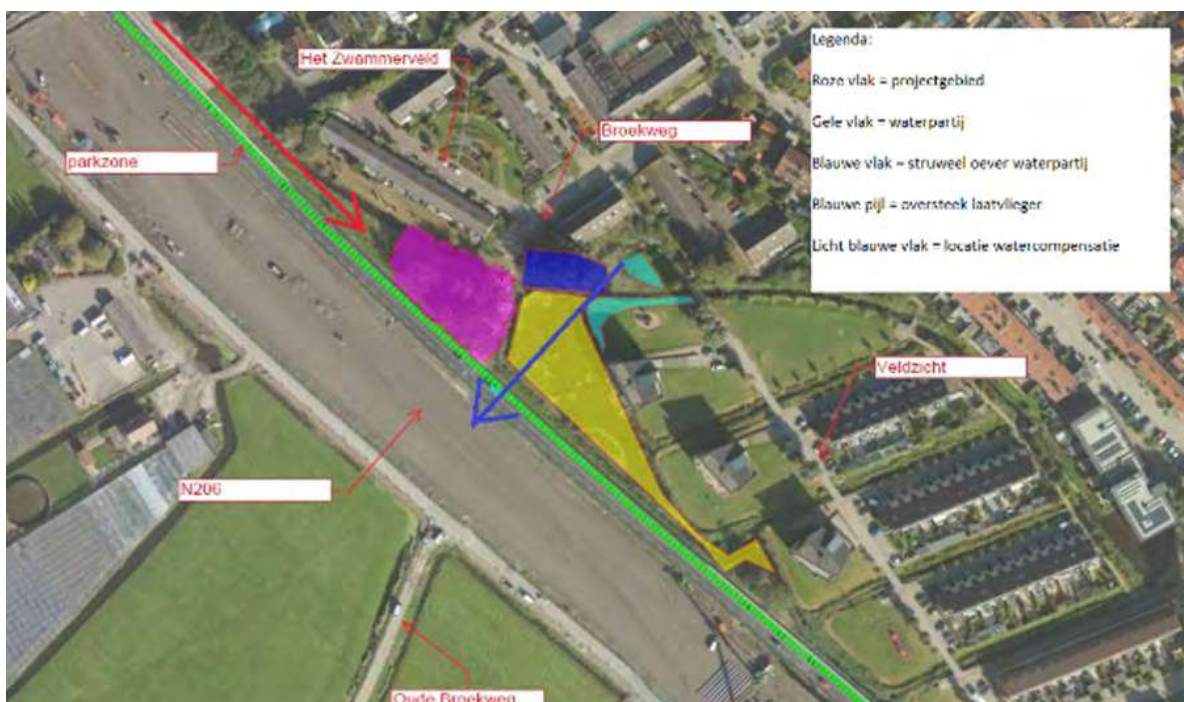 Legenda:
Roze vlak = projectgebied
Gele vlak = waterpartij
Blauwe vlak = struweel oever waterpartij
Blauwe pijl = oversteek laatvlieger
Licht blauwe vlak = locatie watercompensatie
Het Zwammerveld
Broekweg
parkzone
Veldzicht
N206
Oude Broekweg